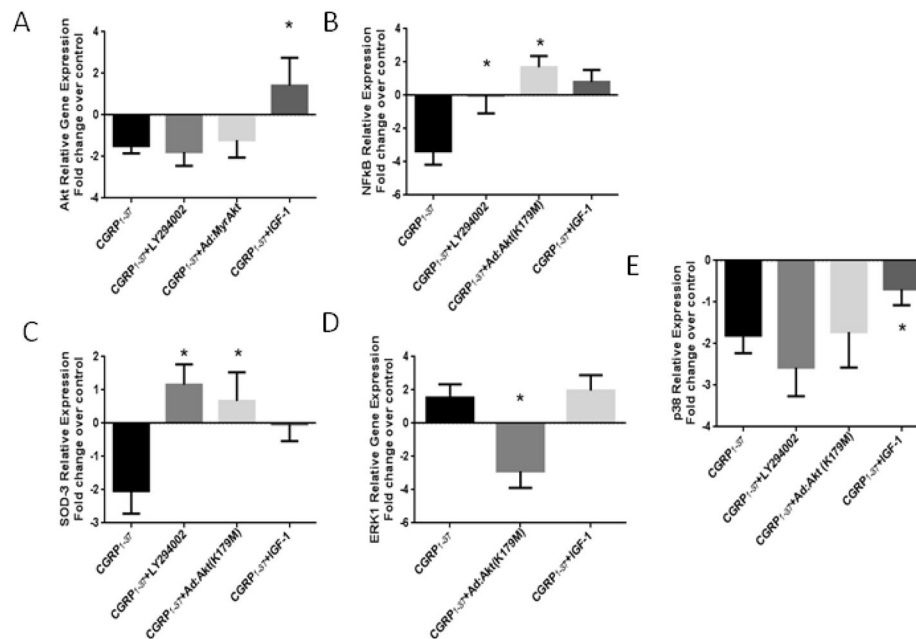 A
Akt Relative Gene Expression
Fold change over control
4
2
0
-2
-4
CGRP1-37
CGRP1-37+LY294002
CGRP1-37+Ad:MyrAkt
CGRP1-37+IGF-1
*
B
NFkB Relative Expression
Fold change over control
4
2
0
-2
-4
-6
CGRP1-37
CGRP1-37+LY294002
CGRP1-37+Ad:Akt(K179M)
CGRP1-37+IGF-1
*
*
C
SOD-3 Relative Expression
Fold change over control
2
1
0
-1
-2
-3
CGRP1-37
CGRP1-37+LY294002
CGRP1-37+Ad:Akt(K179M)
CGRP1-37+IGF-1
*
*
D
ERK1 Relative Gene Expression
Fold change over control
4
2
0
-2
-4
-6
CGRP1-37
CGRP1-37+Ad:Akt(K179M)
CGRP1-37+IGF-1
*
E
p38 Relative Expression
Fold change over control
0
-1
-2
-3
-4
CGRP1-37
CGRP1-37+LY294002
CGRP1-37+Ad:Akt (K179M)
CGRP1-37+IGF-1
*